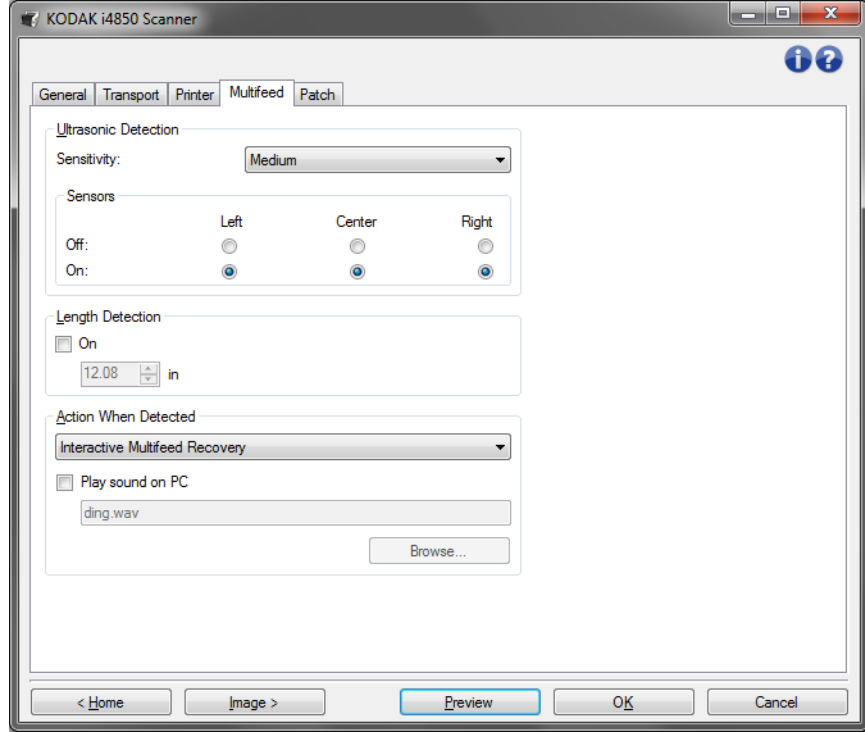 KODAK i4850 Scanner
General Transport Printer Multifeed Patch
Ultrasonic Detection
Sensitivity: Medium
Sensors
Left Center Right
Off:
On:
Length Detection
On
12.08 in
Action When Detected
Interactive Multifeed Recovery
Play sound on PC
ding.wav
Browse...
< Home Image > Preview OK Cancel